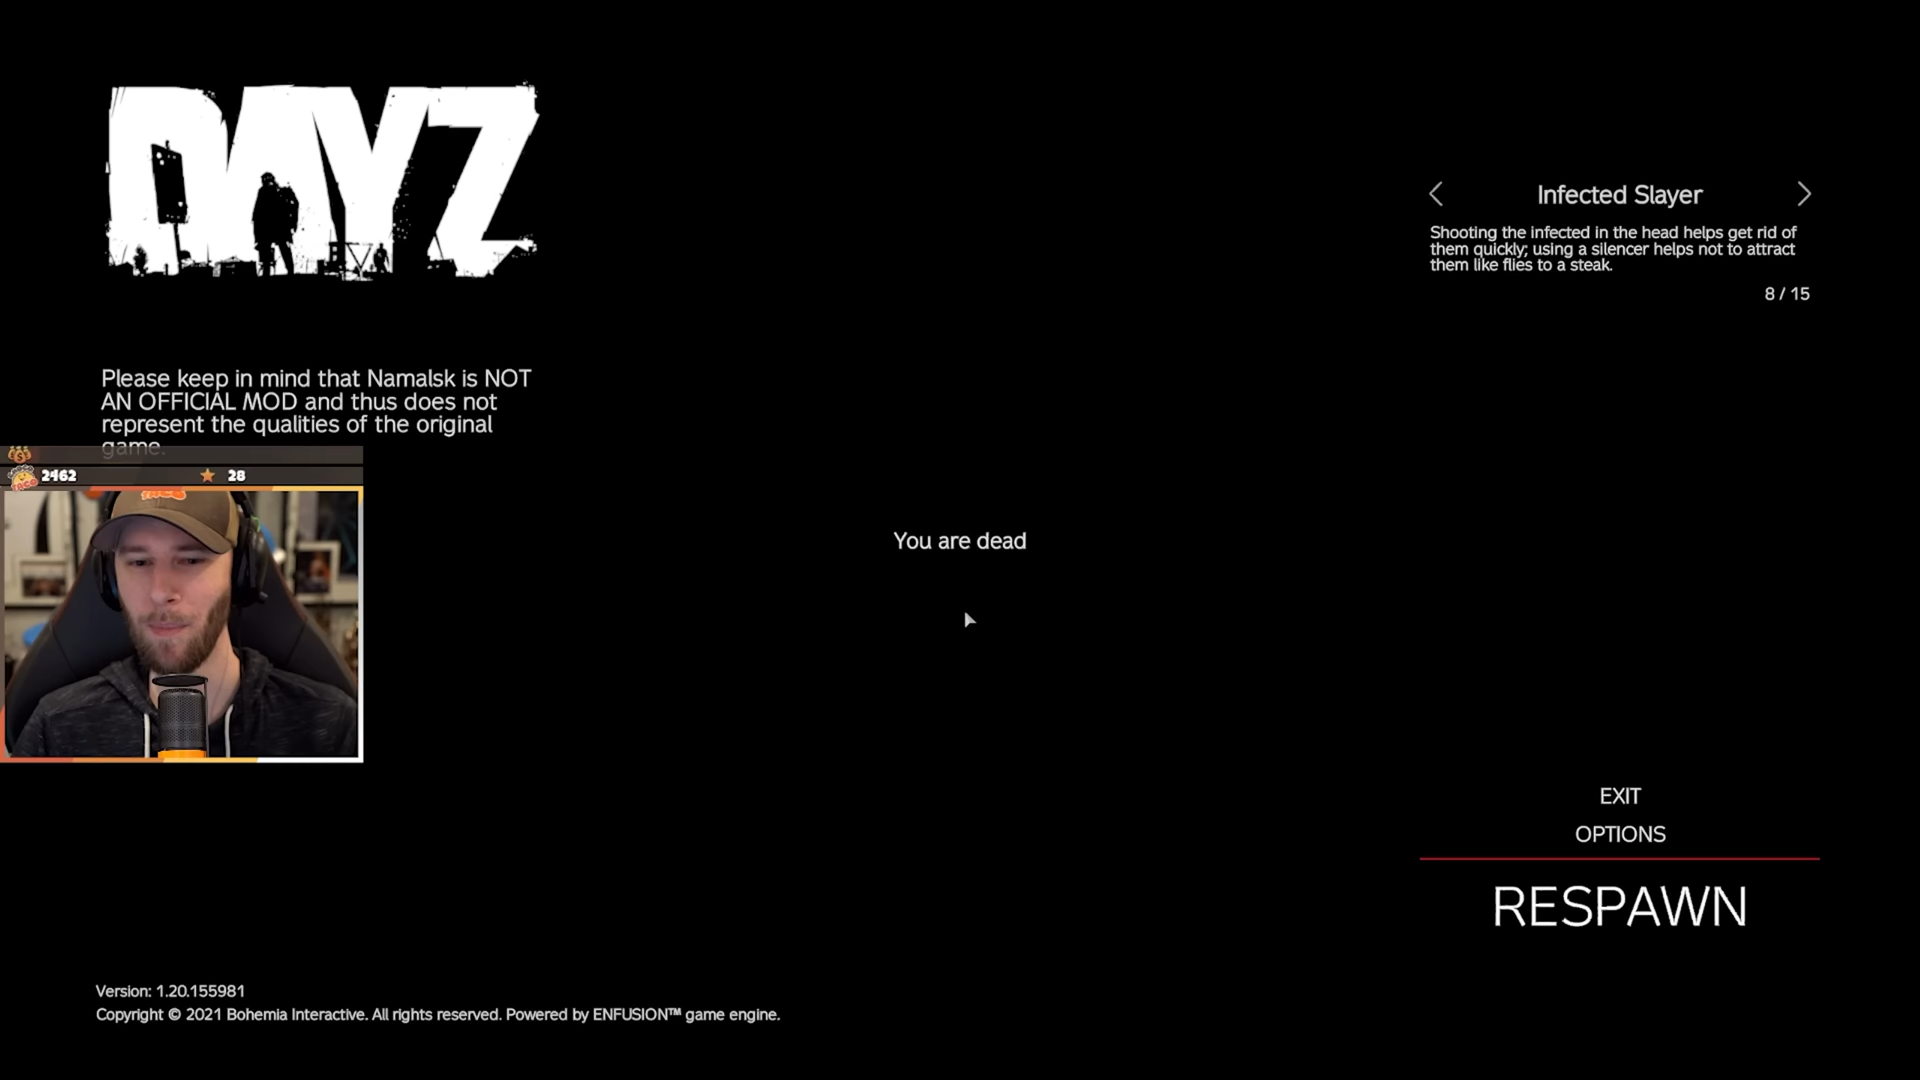 DAYZ
Infected Slayer
Shooting the infected in the head helps get rid of
them quickly; using a silencer helps not to attract
them like flies to a steak.
8 / 15
Please keep in mind that Namalsk is NOT
AN OFFICIAL MOD and thus does not
represent the qualities of the original
game.
2462
28
You are dead
EXIT
OPTIONS
RESPAWN
Version: 1.20.155981
Copyright © 2021 Bohemia Interactive. All rights reserved. Powered by ENFUSION™ game engine.